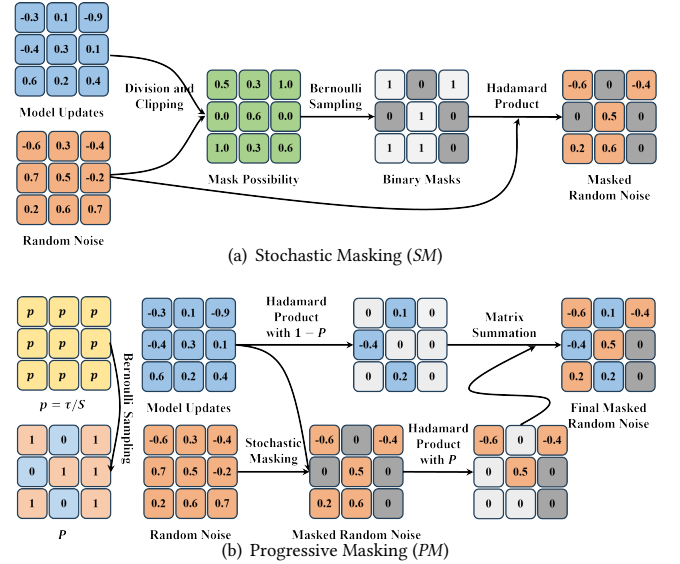 -0.3 0.1 -0.9
-0.4 0.3 0.1
0.6 0.2 0.4
Model Updates
-0.6 0.3 -0.4
0.7 0.5 -0.2
0.2 0.6 0.7
Random Noise
Division and
Clipping
0.5 0.3 1.0
0.0 0.6 0.0
1.0 0.3 0.6
Mask Possibility
Bernoulli
Sampling
1 0 1
0 1 0
1 1 0
Binary Masks
Hadamard
Product
-0.6 0 -0.4
0 0.5 0
0.2 0.6 0
Masked
Random Noise
(a) Stochastic Masking (SM)
p p p
p p p
p p p
p = τ/S
Bernoulli Sampling
1 0 1
0 1 1
1 0 1
P
-0.3 0.1 -0.9
-0.4 0.3 0.1
0.6 0.2 0.4
Model Updates
-0.6 0.3 -0.4
0.7 0.5 -0.2
0.2 0.6 0.7
Random Noise
Hadamard
Product
with 1 − P
0 0.1 0
-0.4 0 0
0 0.2 0
Stochastic
Masking
-0.6 0 -0.4
0 0.5 0
0.2 0.6 0
Masked Random Noise
Hadamard
Product
with P
-0.6 0 -0.4
0 0.5 0
0 0 0
Matrix
Summation
-0.6 0.1 -0.4
-0.4 0.5 0
0.2 0.2 0
Final Masked
Random Noise
(b) Progressive Masking (PM)